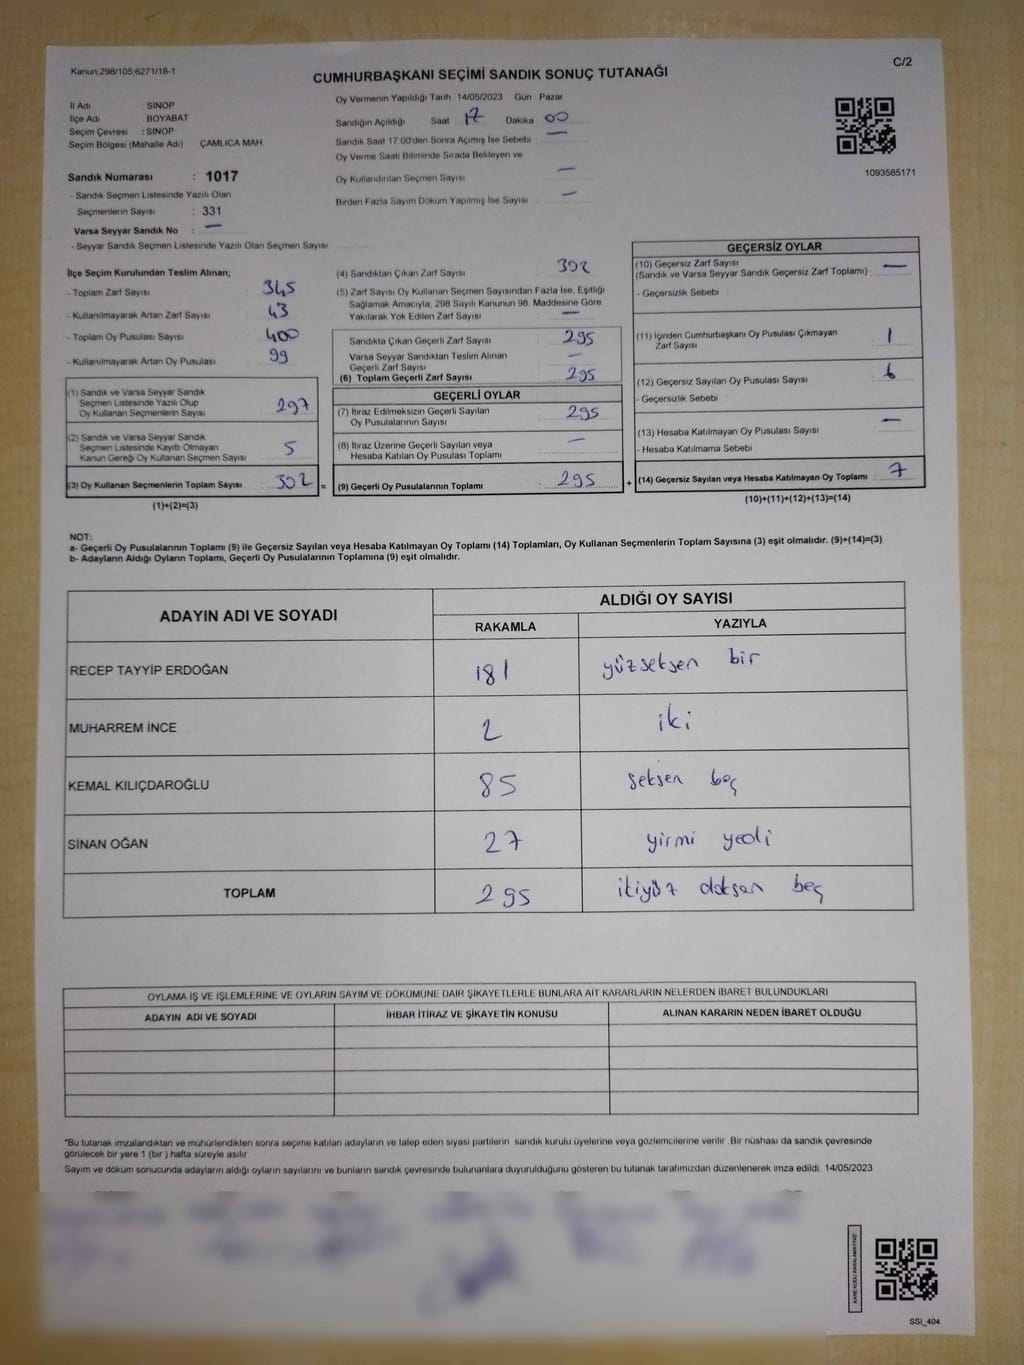 Kanun;298/105;6271/18-1
C/2
CUMHURBAŞKANI SEÇİMİ SANDIK SONUÇ TUTANAĞI
İl Adı : SİNOP
İlçe Adı : BOYABAT
Seçim Çevresi : SİNOP
Seçim Bölgesi (Mahalle Adı) ÇAMLICA MAH.
Sandık Numarası : 1017
- Sandık Seçmen Listesinde Yazılı Olan
Seçmenlerin Sayısı : 331
Varsa Seyyar Sandık No : —
- Seyyar Sandık Seçmen Listesinde Yazılı Olan Seçmen Sayısı
Oy Vermenin Yapıldığı Tarih 14/05/2023 Gün : Pazar
Sandığın Açıldığı Saat 17 Dakika 00
Sandık Saat 17.00'den Sonra Açılmış İse Sebebi : —
Oy Verme Saati Bitiminde Sırada Bekleyen ve
Oy Kullandırılan Seçmen Sayısı : —
Birden Fazla Sayım Döküm Yapılmış İse Sayısı : —
1093585171
İlçe Seçim Kurulundan Teslim Alınan;
- Toplam Zarf Sayısı : 345
- Kullanılmayarak Artan Zarf Sayısı : 43
- Toplam Oy Pusulası Sayısı : 400
- Kullanılmayarak Artan Oy Pusulası : 99
(1) Sandık ve Varsa Seyyar Sandık
Seçmen Listesinde Yazılı Olup
Oy Kullanan Seçmenlerin Sayısı : 297
(2) Sandık ve Varsa Seyyar Sandık
Seçmen Listesinde Kayıtlı Olmayan
Kanun Gereği Oy Kullanan Seçmen Sayısı : 5
(3) Oy Kullanan Seçmenlerin Toplam Sayısı : 302 =
(1)+(2)=(3)
(4) Sandıktan Çıkan Zarf Sayısı : 302
(5) Zarf Sayısı Oy Kullanan Seçmen Sayısından Fazla İse, Eşitliği
Sağlamak Amacıyla, 298 Sayılı Kanunun 98. Maddesine Göre
Yakılarak Yok Edilen Zarf Sayısı : —
Sandıkta Çıkan Geçerli Zarf Sayısı : 295
Varsa Seyyar Sandıktan Teslim Alınan
Geçerli Zarf Sayısı : —
(6) Toplam Geçerli Zarf Sayısı : 295
GEÇERLİ OYLAR
(7) İtiraz Edilmeksizin Geçerli Sayılan
Oy Pusulalarının Sayısı : 295
(8) İtiraz Üzerine Geçerli Sayılan veya
Hesaba Katılan Oy Pusulası Toplamı : —
(9) Geçerli Oy Pusulalarının Toplamı : 295 +
GEÇERSİZ OYLAR
(10) Geçersiz Zarf Sayısı
(Sandık ve Varsa Seyyar Sandık Geçersiz Zarf Toplamı) : —
- Geçersizlik Sebebi :
(11) İçinden Cumhurbaşkanı Oy Pusulası Çıkmayan
Zarf Sayısı : 1
(12) Geçersiz Sayılan Oy Pusulası Sayısı : 6
- Geçersizlik Sebebi :
(13) Hesaba Katılmayan Oy Pusulası Sayısı : —
- Hesaba Katılmama Sebebi :
(14) Geçersiz Sayılan veya Hesaba Katılmayan Oy Toplamı : 7
(10)+(11)+(12)+(13)=(14)
NOT:
a- Geçerli Oy Pusulalarının Toplamı (9) ile Geçersiz Sayılan veya Hesaba Katılmayan Oy Toplamı (14) Toplamları, Oy Kullanan Seçmenlerin Toplam Sayısına (3) eşit olmalıdır. (9)+(14)=(3)
b- Adayların Aldığı Oyların Toplamı, Geçerli Oy Pusulalarının Toplamına (9) eşit olmalıdır.
ADAYIN ADI VE SOYADI
ALDIĞI OY SAYISI
RAKAMLA YAZIYLA
RECEP TAYYİP ERDOĞAN 181 yüzseksen bir
MUHARREM İNCE 2 iki
KEMAL KILIÇDAROĞLU 85 seksen beş
SİNAN OĞAN 27 yirmi yedi
TOPLAM 295 ikiyüz doksan beş
OYLAMA İŞ VE İŞLEMLERİNE VE OYLARIN SAYIM VE DÖKÜMÜNE DAİR ŞİKAYETLERLE BUNLARA AİT KARARLARIN NELERDEN İBARET BULUNDUKLARI
ADAYIN ADI VE SOYADI İHBAR İTİRAZ VE ŞİKAYETİN KONUSU ALINAN KARARIN NEDEN İBARET OLDUĞU
*Bu tutanak imzalandıktan ve mühürlendikten sonra seçime katılan adayların ve talep eden siyasi partilerin sandık kurulu üyelerine veya gözlemcilerine verilir. Bir nüshası da sandık çevresinde
görülecek bir yere 1 (bir) hafta süreyle asılır.
Sayım ve döküm sonucunda adayların aldığı oyların sayılarını ve bunların sandık çevresinde bulunanlara duyurulduğunu gösteren bu tutanak tarafımızdan düzenlenerek imza edildi. 14/05/2023
KARE KODU KARALAMAYINIZ
SSI_404